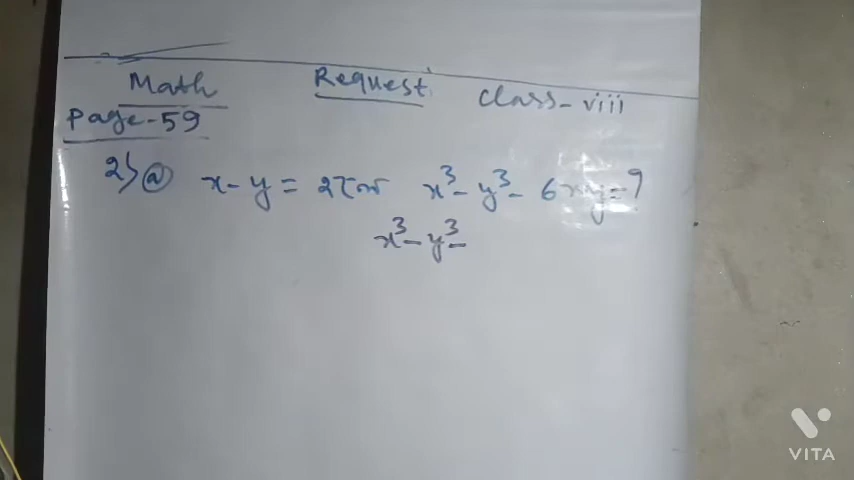 Math Request Class-viii
Page-59
2) ⓐ x-y = 2 হলে x³-y³- 6xy=?
x³-y³-
VITA